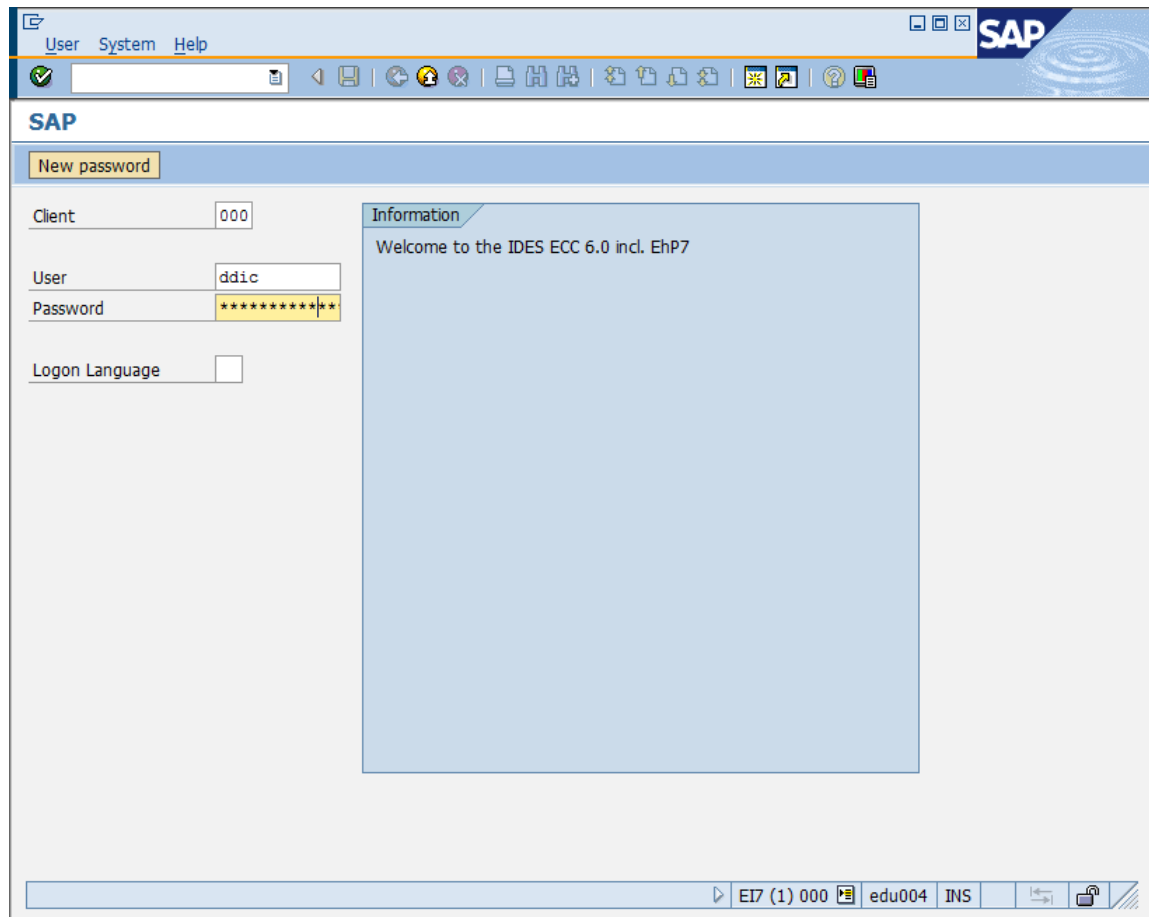 User System Help
SAP
SAP
New password
Client 000
Information
Welcome to the IDES ECC 6.0 incl. EhP7
User ddic
Password **************
Logon Language
EI7 (1) 000 edu004 INS